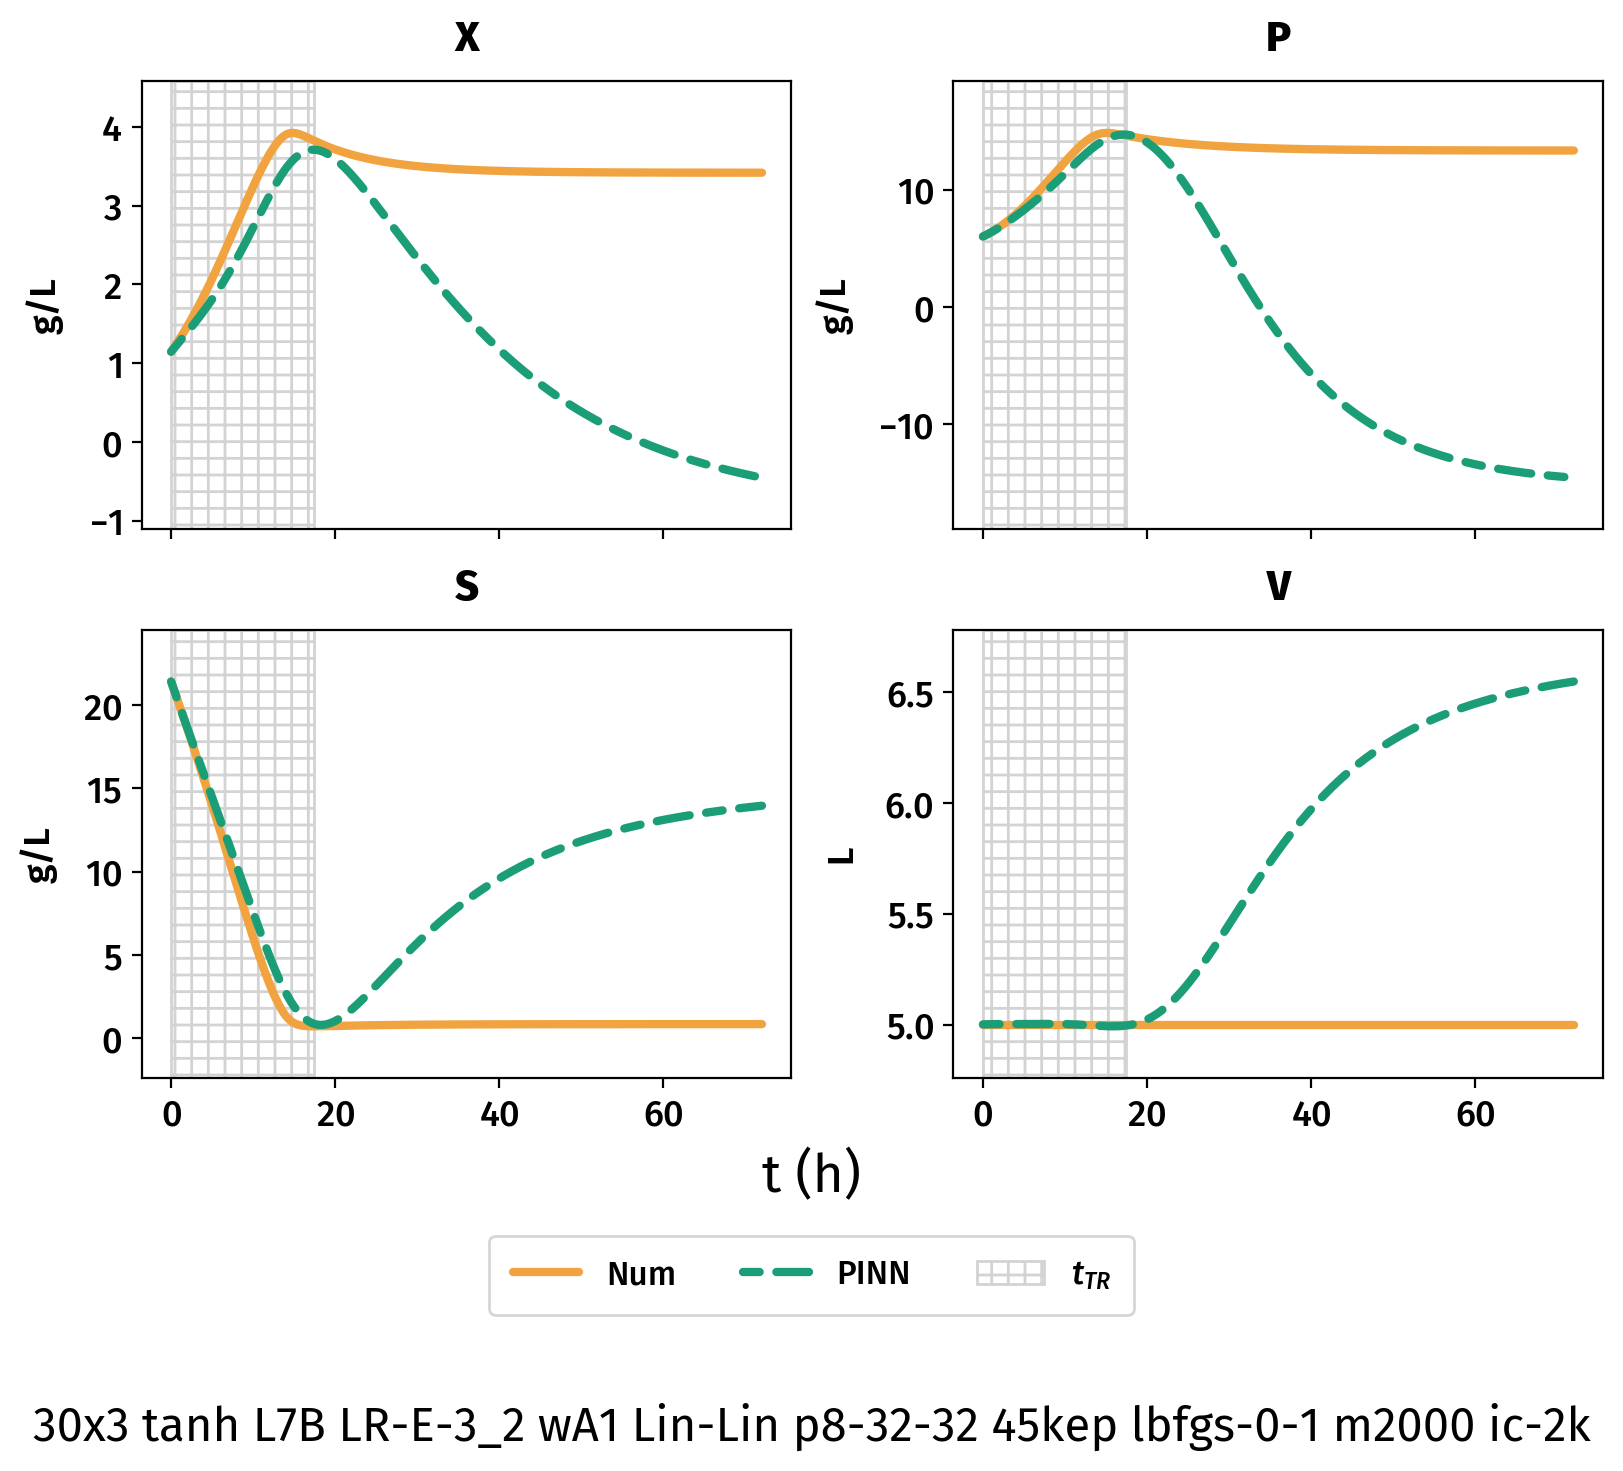 X
P
g/L
4
3
2
1
0
−1
g/L
10
0
−10
S
V
g/L
20
15
10
5
0
L
6.5
6.0
5.5
5.0
0 20 40 60
0 20 40 60
t (h)
Num PINN tTR
30x3 tanh L7B LR-E-3_2 wA1 Lin-Lin p8-32-32 45kep lbfgs-0-1 m2000 ic-2k